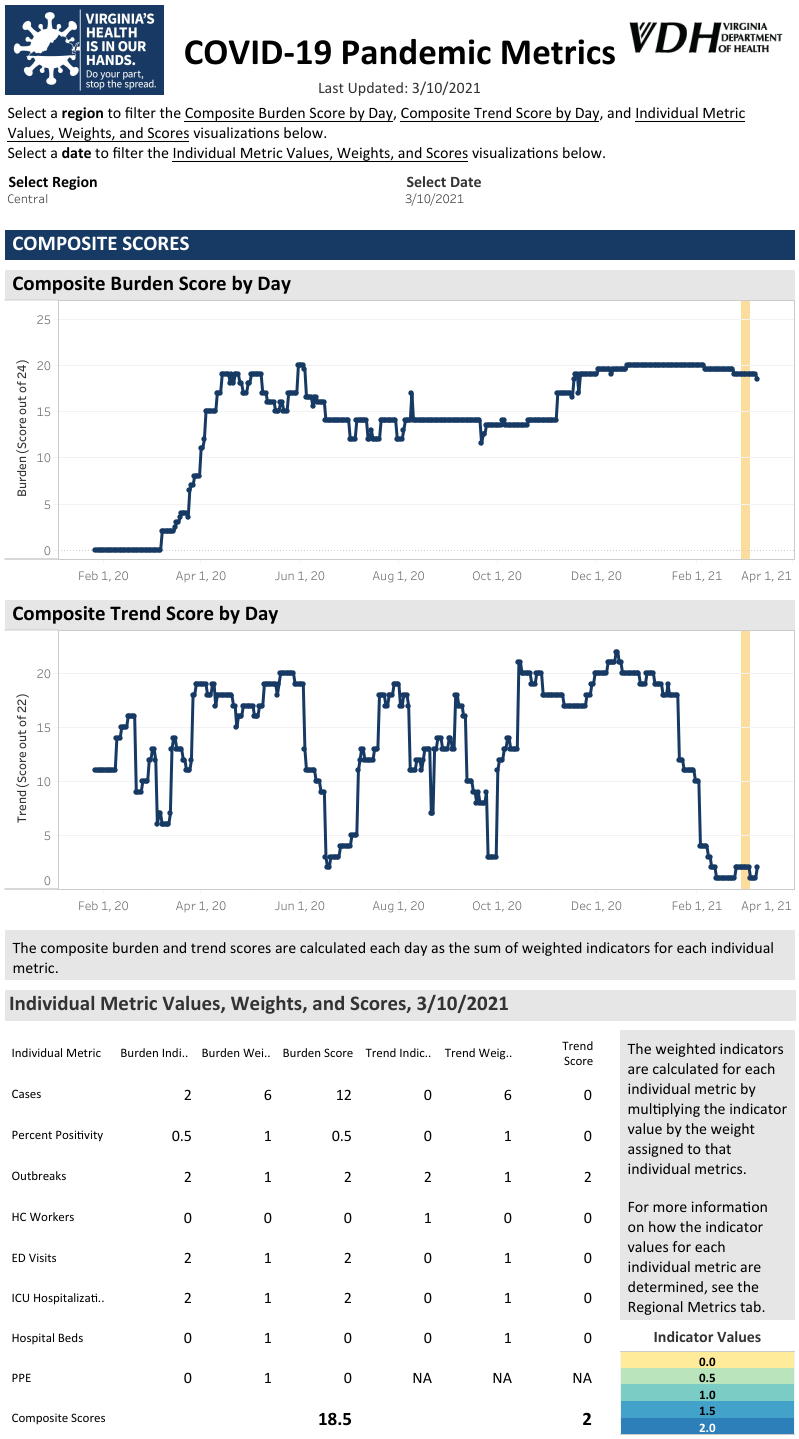 VIRGINIA'S
HEALTH
IS IN OUR
HANDS.
Do your part,
stop the spread.
COVID-19 Pandemic Metrics
VDH VIRGINIA
DEPARTMENT
OF HEALTH
Last Updated: 3/10/2021
Select a region to filter the Composite Burden Score by Day, Composite Trend Score by Day, and Individual Metric
Values, Weights, and Scores visualizations below.
Select a date to filter the Individual Metric Values, Weights, and Scores visualizations below.
Select Region Select Date
Central 3/10/2021
COMPOSITE SCORES
Composite Burden Score by Day
Burden (Score out of 24)
25
20
15
10
5
0
Feb 1, 20 Apr 1, 20 Jun 1, 20 Aug 1, 20 Oct 1, 20 Dec 1, 20 Feb 1, 21 Apr 1, 21
Composite Trend Score by Day
Trend (Score out of 22)
20
15
10
5
0
Feb 1, 20 Apr 1, 20 Jun 1, 20 Aug 1, 20 Oct 1, 20 Dec 1, 20 Feb 1, 21 Apr 1, 21
The composite burden and trend scores are calculated each day as the sum of weighted indicators for each individual
metric.
Individual Metric Values, Weights, and Scores, 3/10/2021
Individual Metric Burden Indi.. Burden Wei.. Burden Score Trend Indic.. Trend Weig.. Trend Score
Cases 2 6 12 0 6 0
Percent Positivity 0.5 1 0.5 0 1 0
Outbreaks 2 1 2 2 1 2
HC Workers 0 0 0 1 0 0
ED Visits 2 1 2 0 1 0
ICU Hospitalizati.. 2 1 2 0 1 0
Hospital Beds 0 1 0 0 1 0
PPE 0 1 0 NA NA NA
Composite Scores 18.5 2
The weighted indicators
are calculated for each
individual metric by
multiplying the indicator
value by the weight
assigned to that
individual metrics.
For more information
on how the indicator
values for each
individual metric are
determined, see the
Regional Metrics tab.
Indicator Values
0.0
0.5
1.0
1.5
2.0